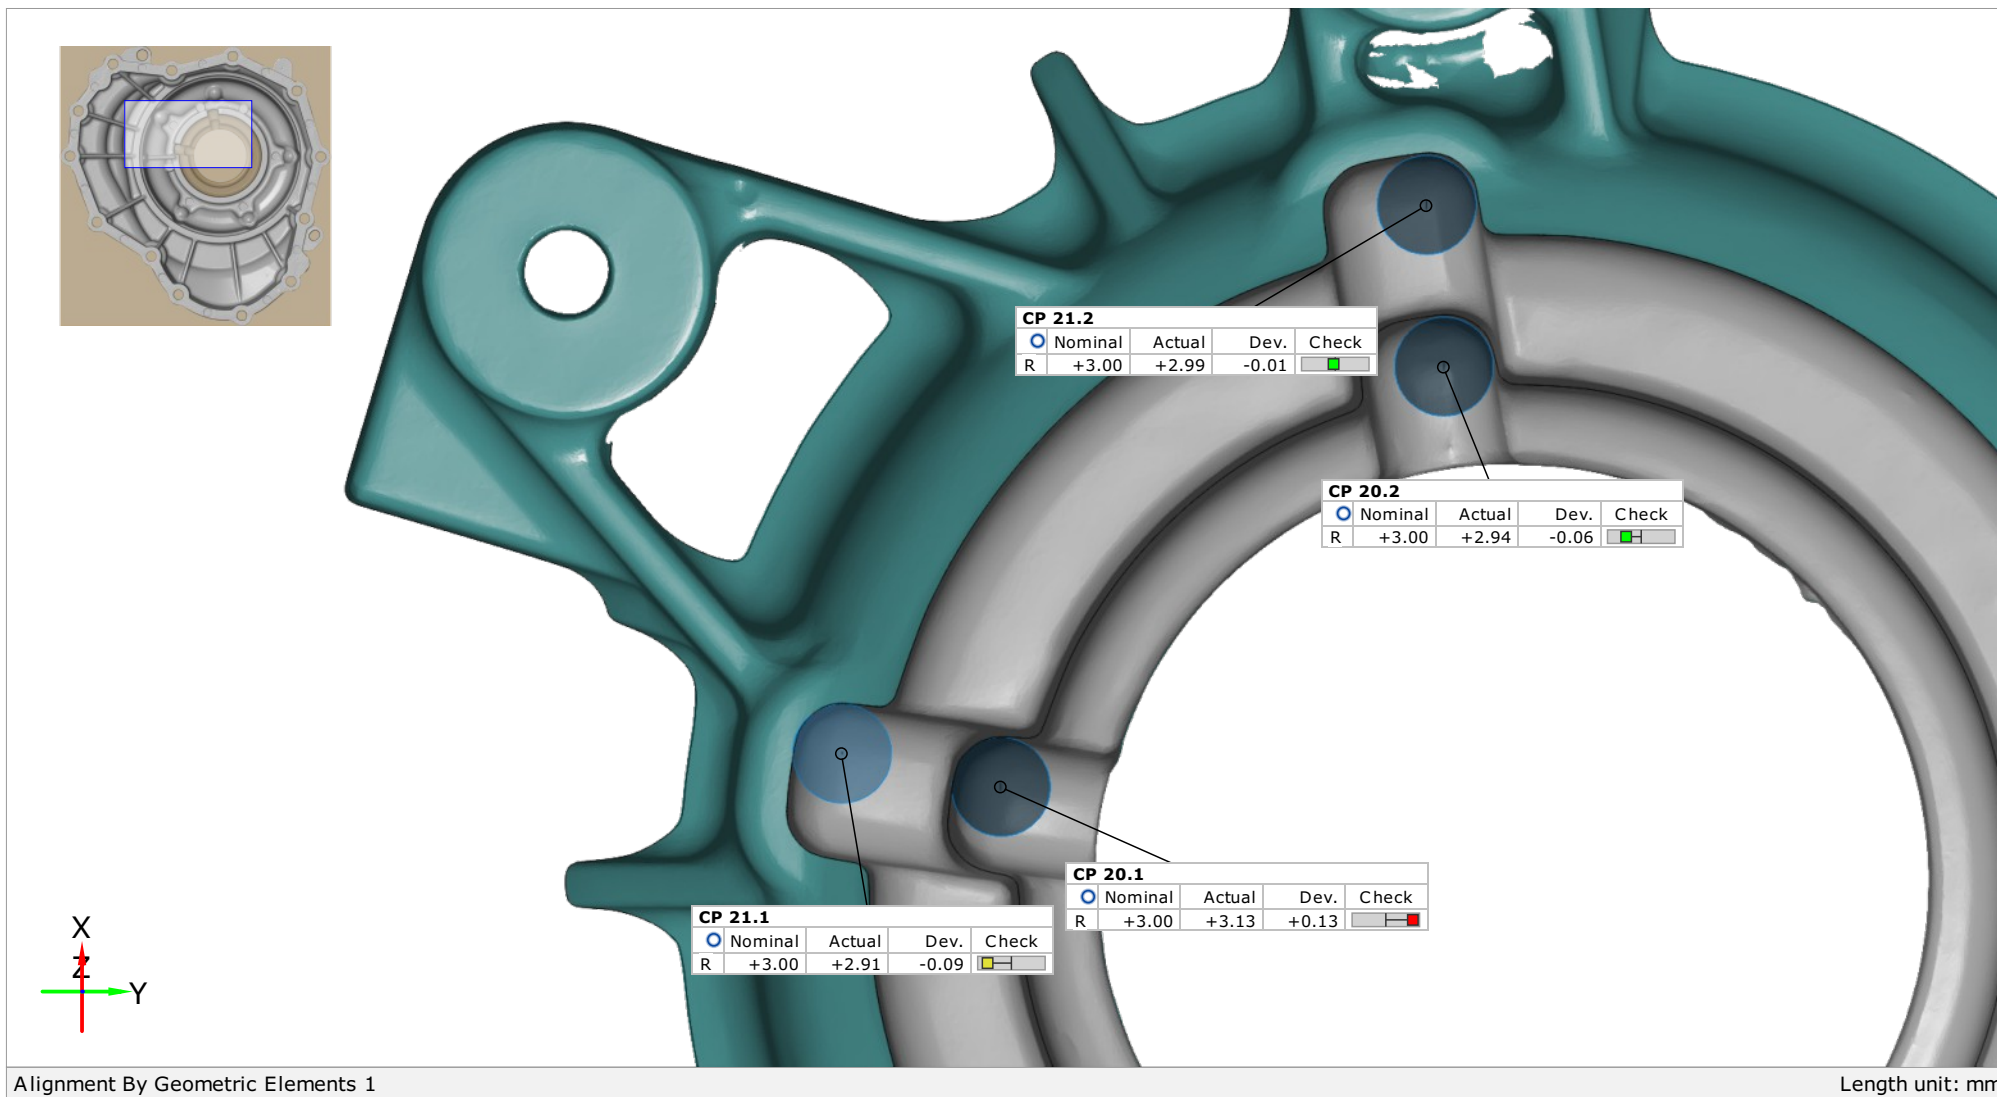 CP 21.2
Nominal Actual Dev. Check
R +3.00 +2.99 -0.01
CP 20.2
Nominal Actual Dev. Check
R +3.00 +2.94 -0.06
CP 20.1
Nominal Actual Dev. Check
R +3.00 +3.13 +0.13
CP 21.1
Nominal Actual Dev. Check
R +3.00 +2.91 -0.09
X
Z
Y
Alignment By Geometric Elements 1
Length unit: mm